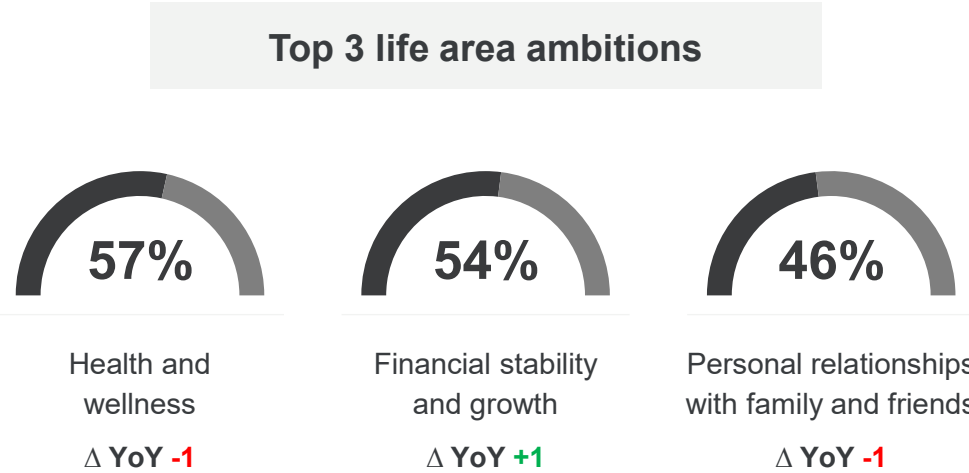 Top 3 life area ambitions
57%
54%
46%
Health and
wellness
Financial stability
and growth
Personal relationships
with family and friends
Δ YoY -1
Δ YoY +1
Δ YoY -1